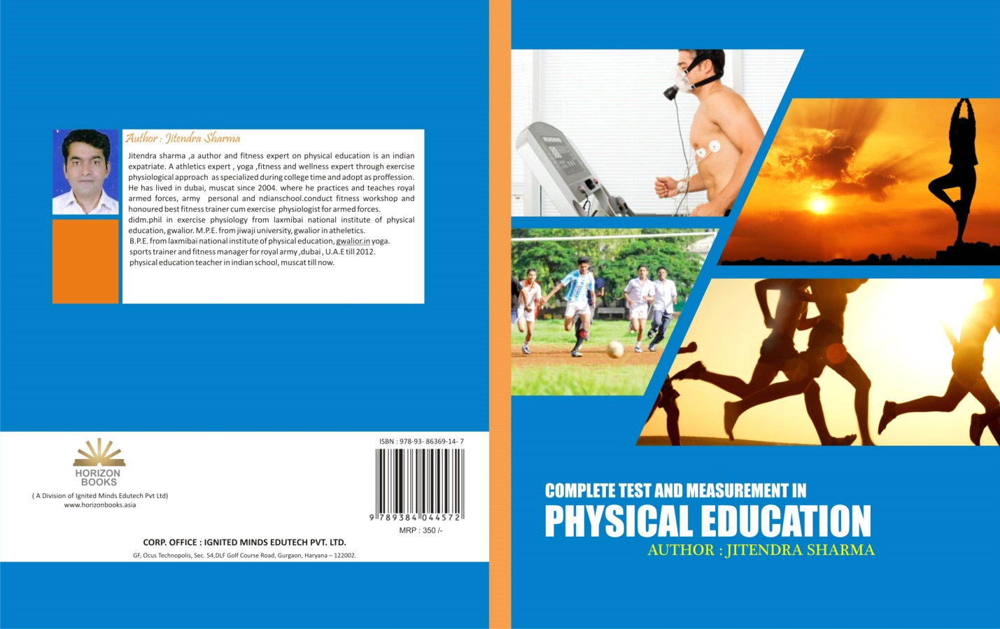 Author : Jitendra Sharma
Jitendra sharma ,a author and fitness expert on physical education is an indian
expatriate. A athletics expert , yoga ,fitness and wellness expert through exercise
physiological approach as specialized during college time and adopt as proffession.
He has lived in dubai, muscat since 2004. where he practices and teaches royal
armed forces, army personal and ndianschool.conduct fitness workshop and
honoured best fitness trainer cum exercise physiologist for armed forces.
didm.phil in exercise physiology from laxmibai national institute of physical
education, gwalior. M.P.E. from jiwaji university, gwalior in atheletics.
B.P.E. from laxmibai national institute of physical education, gwalior.in yoga.
sports trainer and fitness manager for royal army ,dubai , U.A.E till 2012.
physical education teacher in indian school, muscat till now.
HORIZON
BOOKS
( A Division of Ignited Minds Edutech Pvt Ltd)
www.horizonbooks.asia
ISBN : 978-93- 86369-14- 7
9 789384 044572
MRP : 350 /-
CORP. OFFICE : IGNITED MINDS EDUTECH PVT. LTD.
GF, Ocus Technopolis, Sec. 54,DLF Golf Course Road, Gurgaon, Haryana – 122002.
COMPLETE TEST AND MEASUREMENT IN
PHYSICAL EDUCATION
AUTHOR : JITENDRA SHARMA